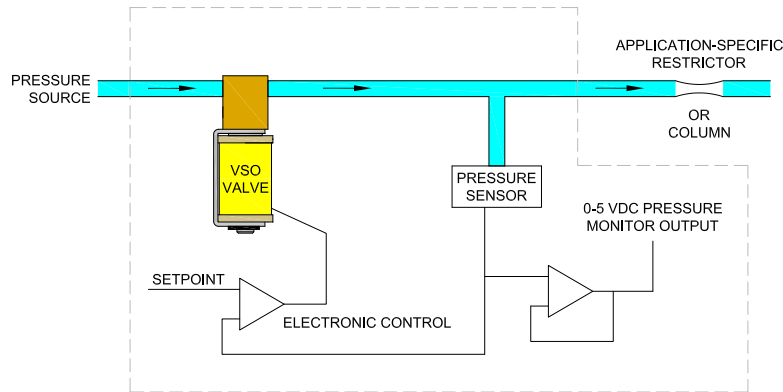 APPLICATION-SPECIFIC
RESTRICTOR
PRESSURE
SOURCE
OR
COLUMN
VSO
VALVE
PRESSURE
SENSOR
0-5 VDC PRESSURE
MONITOR OUTPUT
SETPOINT
ELECTRONIC CONTROL